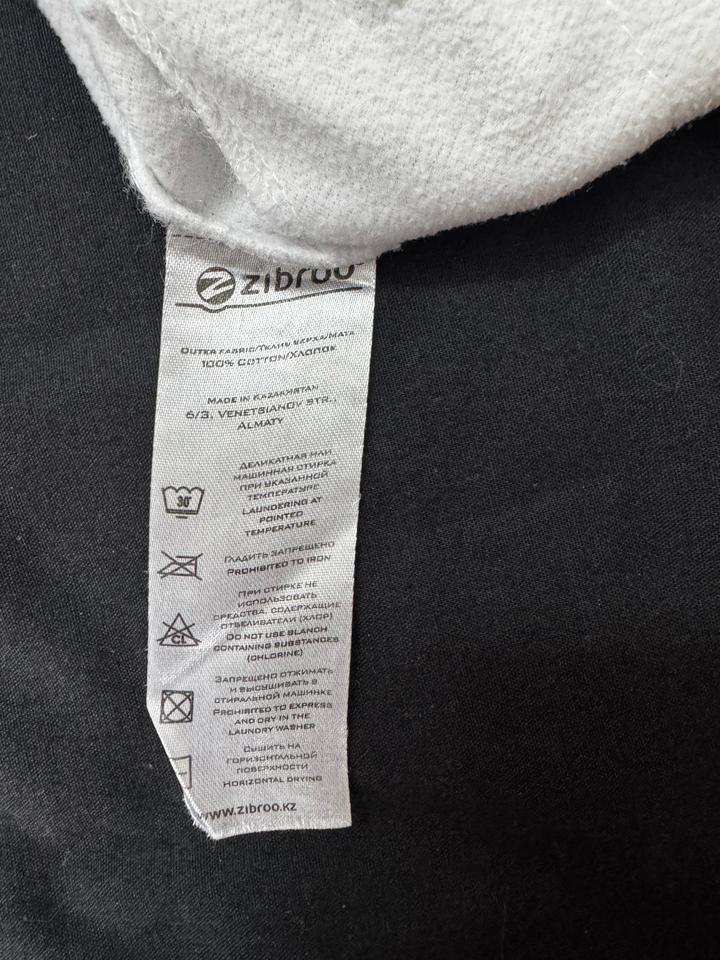 zibroo
Outer fabric/Ткань верха/Мата
100% Cotton/Хлопок
Made in Kazakhstan
6/3, Venetsianov str.,
Almaty
30°
Деликатная или
машинная стирка
при указанной
температуре
Laundering at
pointed
temperature
Гладить запрещено
Prohibited to iron
CL
При стирке не
использовать
средства, содержащие
отбеливатели (хлор)
Do not use blanch
containing substances
(chlorine)
Запрещено отжимать
и высушивать в
стиральной машинке
Prohibited to express
and dry in the
laundry washer
Сушить на
горизонтальной
поверхности
Horizontal drying
www.zibroo.kz